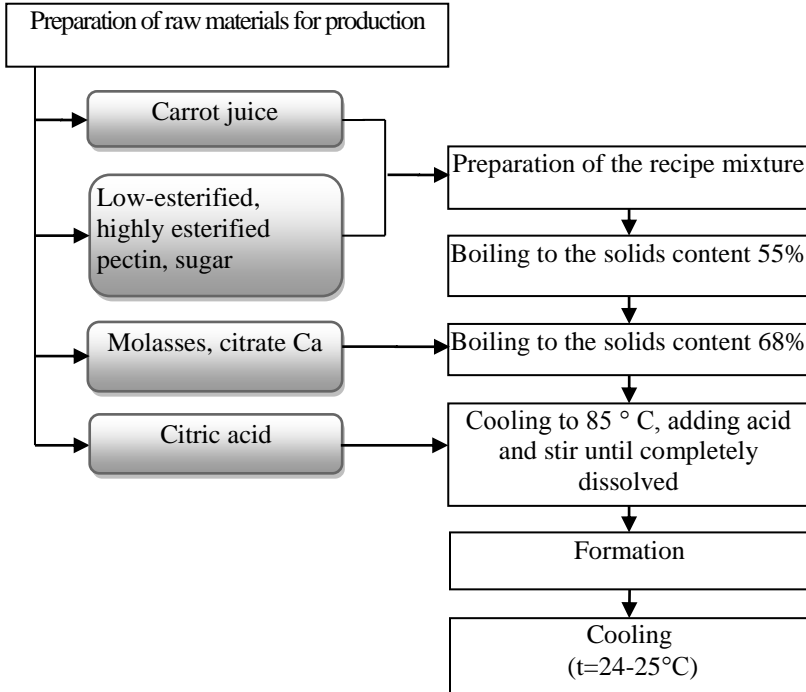 Preparation of raw materials for production
Carrot juice
Low-esterified,
highly esterified
pectin, sugar
Molasses, citrate Ca
Citric acid
Preparation of the recipe mixture
Boiling to the solids content 55%
Boiling to the solids content 68%
Cooling to 85 ° C, adding acid
and stir until completely
dissolved
Formation
Cooling
(t=24-25°C)